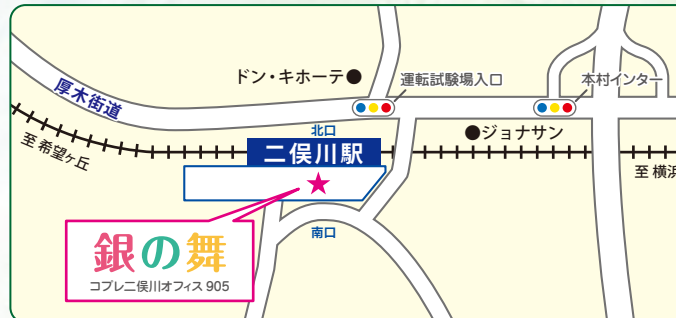 ドン・キホーテ
運転試験場入口
本村インター
厚木街道
北口
ジョナサン
至 希望ヶ丘
二俣川駅
至 横浜
銀の舞
コプレ二俣川オフィス 905
南口